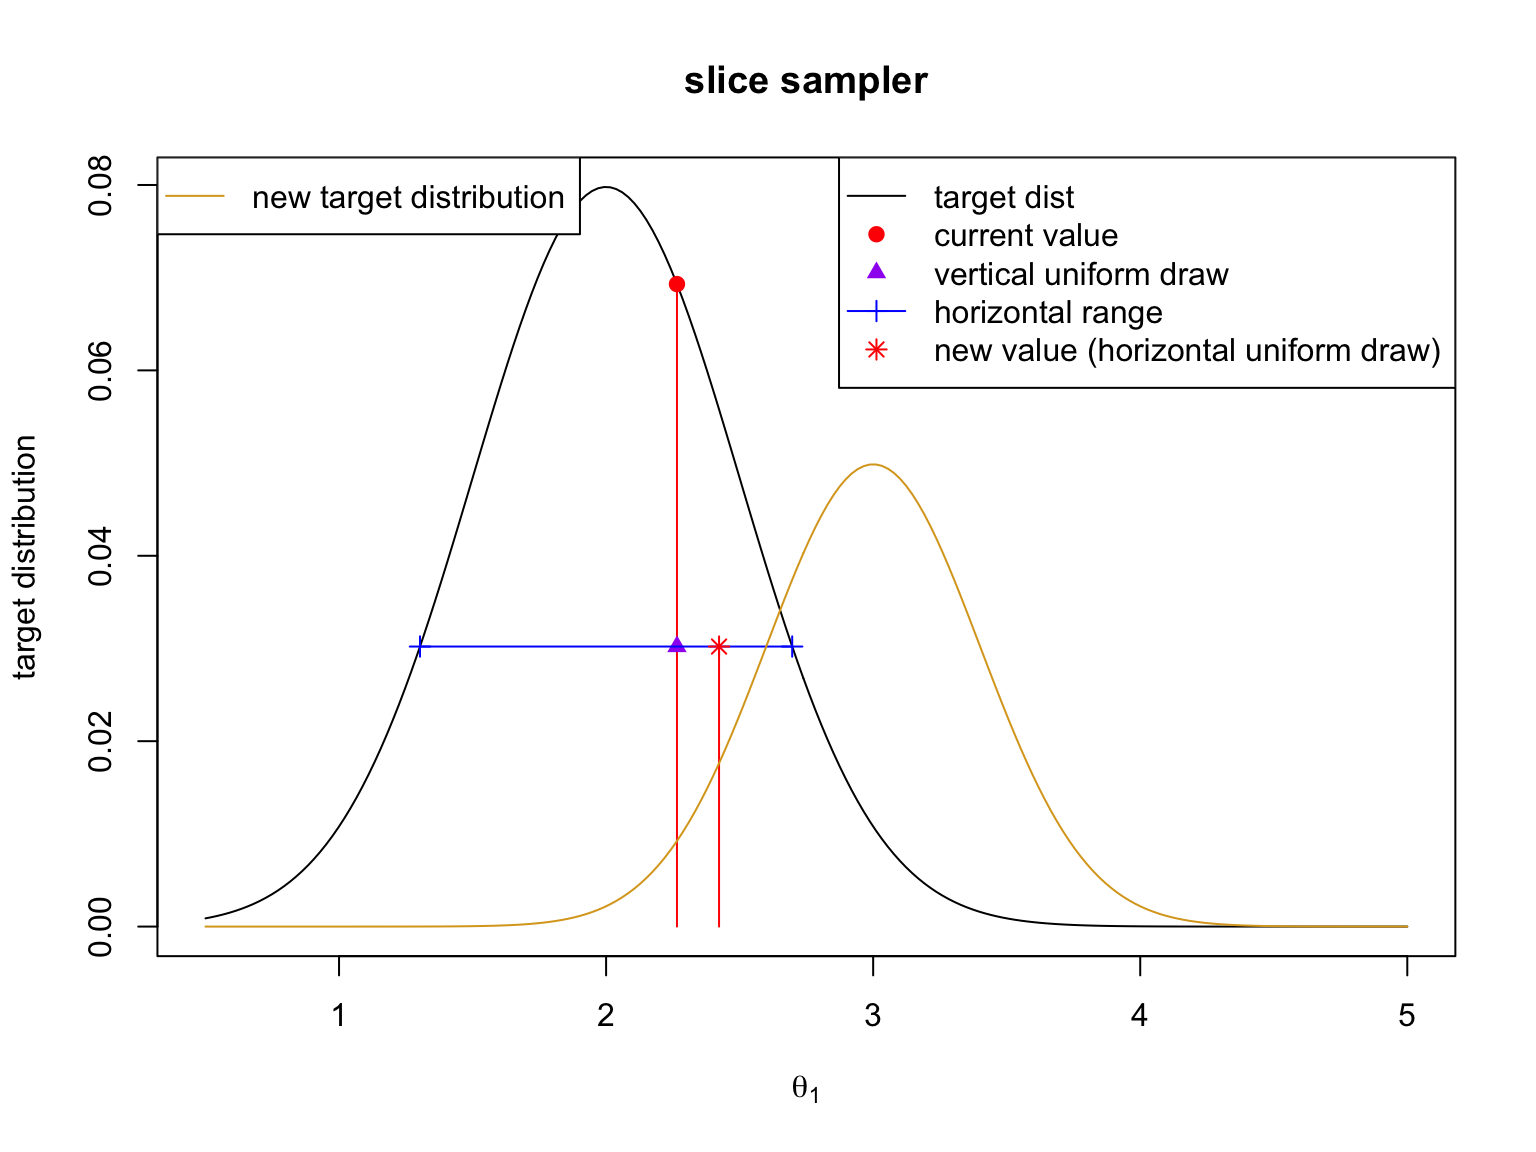 slice sampler
new target distribution
target dist
current value
vertical uniform draw
horizontal range
new value (horizontal uniform draw)
target distribution
0.08
0.06
0.04
0.02
0.00
1 2 3 4 5
θ1